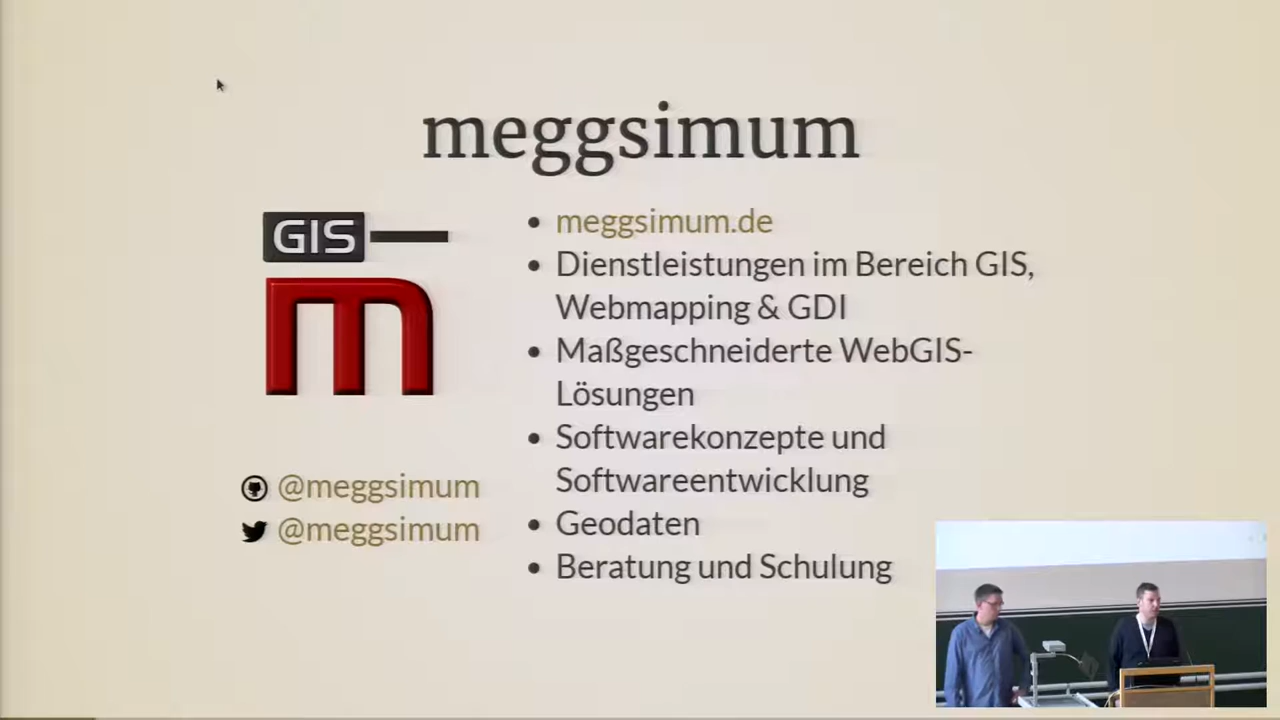 meggsimum
GIS
m
@meggsimum
@meggsimum
meggsimum.de
Dienstleistungen im Bereich GIS,
Webmapping & GDI
Maßgeschneiderte WebGIS-
Lösungen
Softwarekonzepte und
Softwareentwicklung
Geodaten
Beratung und Schulung